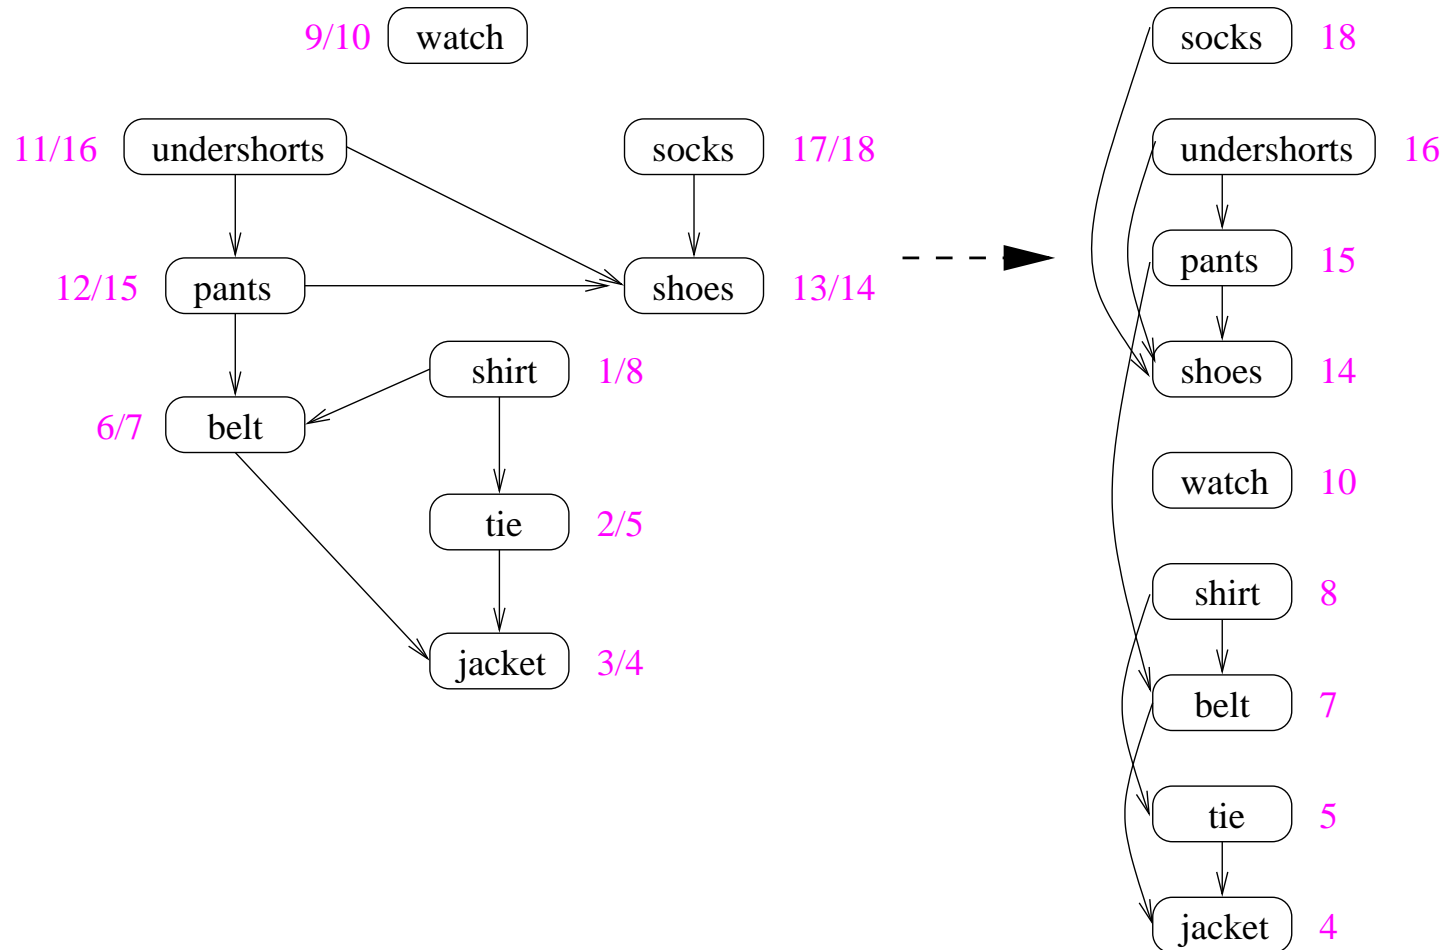 9/10 watch
11/16 undershorts
socks 17/18
12/15 pants
shoes 13/14
shirt 1/8
6/7 belt
tie 2/5
jacket 3/4
socks 18
undershorts 16
pants 15
shoes 14
watch 10
shirt 8
belt 7
tie 5
jacket 4